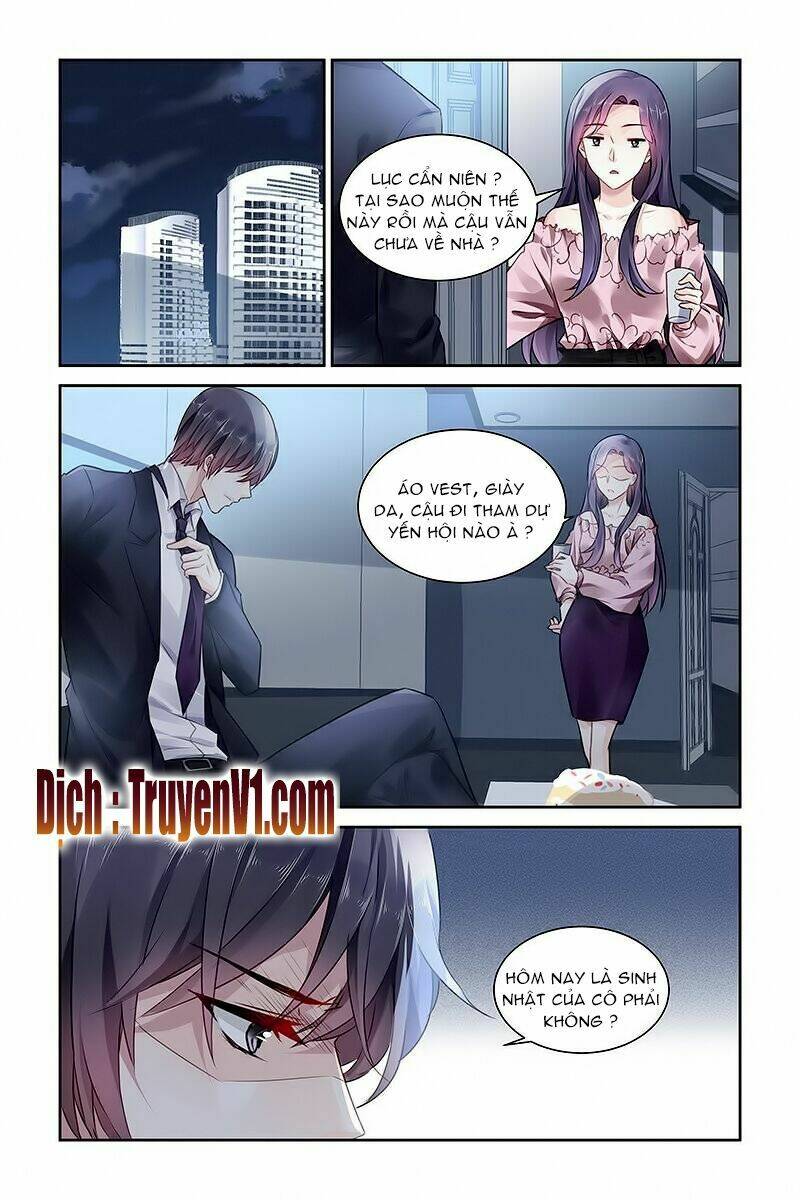 LỤC CẨN NIÊN ?
TẠI SAO MUỘN THẾ
NÀY RỒI MÀ CẬU VẪN
CHƯA VỀ NHÀ ?
ÁO VEST, GIÀY
DA, CẬU ĐI THAM DỰ
YẾN HỘI NÀO À ?
Dịch : TruyenV1.com
HÔM NAY LÀ SINH
NHẬT CỦA CÔ PHẢI
KHÔNG ?